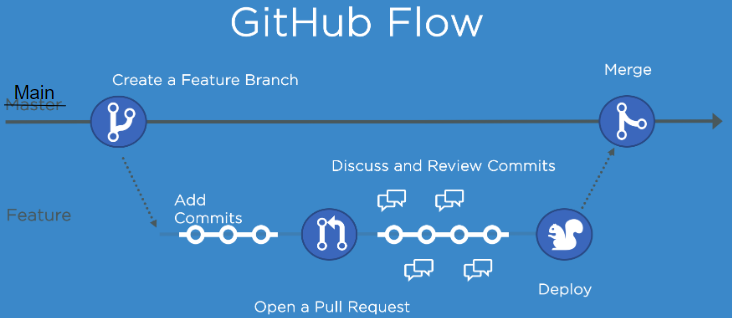 GitHub Flow
Create a Feature Branch
Merge
Main
Master
Discuss and Review Commits
Add
Commits
Feature
Deploy
Open a Pull Request